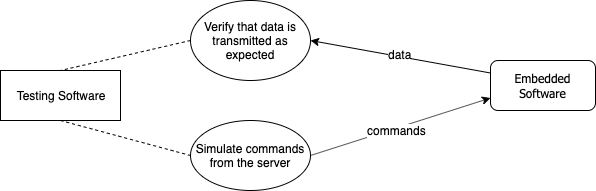 Verify that data is
transmitted as
expected
data
Testing Software
Embedded
Software
commands
Simulate commands
from the server